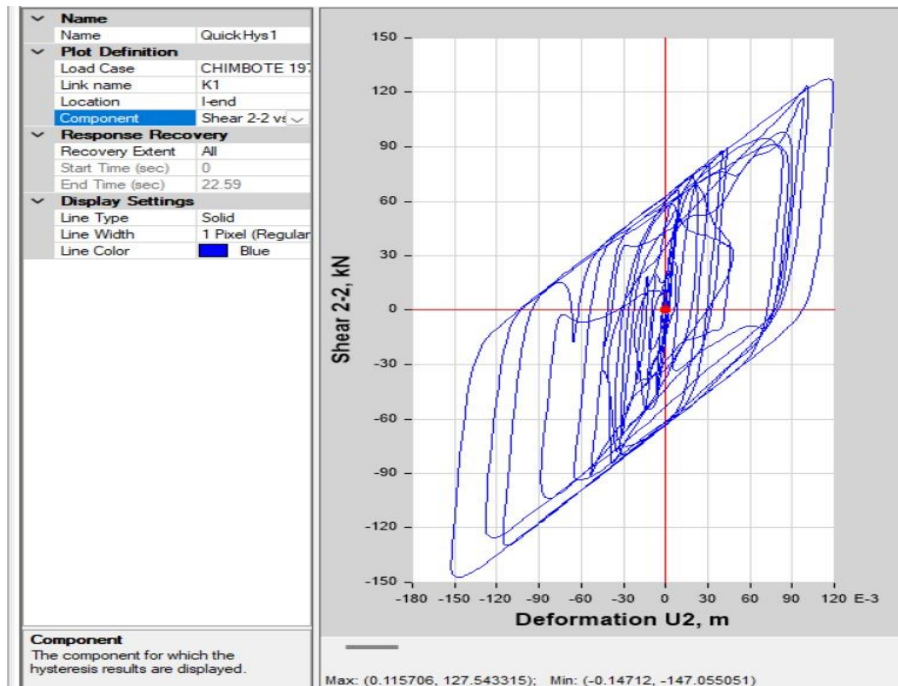 Name
Name QuickHys1
Plot Definition
Load Case CHIMBOTE 197
Link name K1
Location I-end
Component Shear 2-2 vs
Response Recovery
Recovery Extent All
Start Time (sec) 0
End Time (sec) 22.59
Display Settings
Line Type Solid
Line Width 1 Pixel (Regular
Line Color Blue
Component
The component for which the
hysteresis results are displayed.
150
120
90
60
30
0
-30
-60
-90
-120
-150
Shear 2-2, kN
-180 -150 -120 -90 -60 -30 0 30 60 90 120 E-3
Deformation U2, m
Max: (0.115706, 127.543315); Min: (-0.14712, -147.055051)